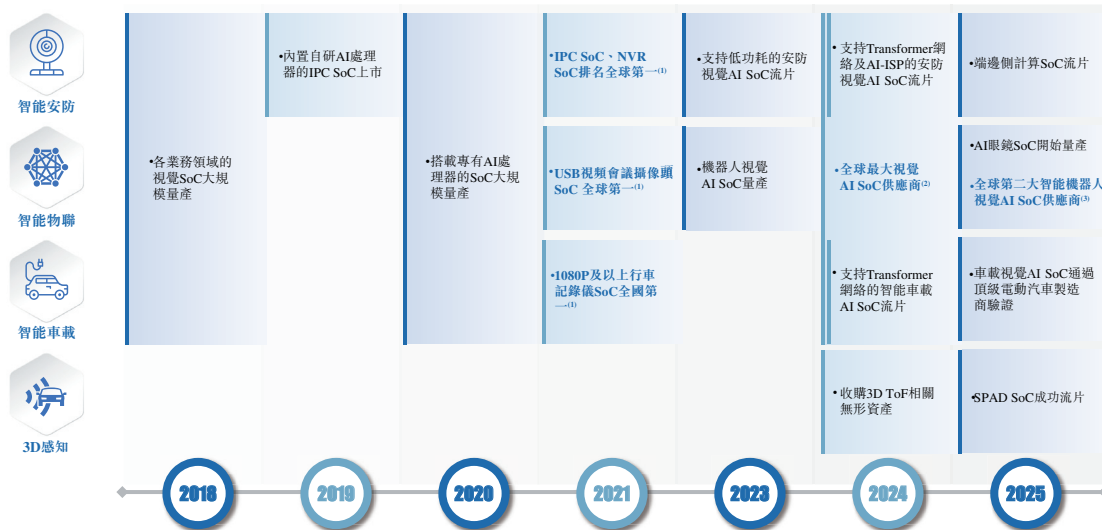 智能安防
智能物聯
智能車載
3D感知
•各業務領域的
視覺SoC大規
模量產
•內置自研AI處理
器的IPC SoC上市
•搭載專有AI處
理器的SoC大規
模量產
•IPC SoC、NVR
SoC排名全球第一(1)
•USB視頻會議攝像頭
SoC 全球第一(1)
•1080P及以上行車
記錄儀SoC全國第
一(1)
•支持低功耗的安防
視覺AI SoC流片
•機器人視覺
AI SoC量產
•支持Transformer網
絡及AI-ISP的安防
視覺AI SoC流片
•全球最大視覺
AI SoC供應商(2)
•支持Transformer
網絡的智能車載
AI SoC流片
•收購3D ToF相關
無形資產
•端邊側計算SoC流片
•AI眼鏡SoC開始量產
•全球第二大智能機器人
視覺AI SoC供應商(3)
•車載視覺AI SoC通過
頂級電動汽車製造
商驗證
•SPAD SoC成功流片
2018
2019
2020
2021
2023
2024
2025